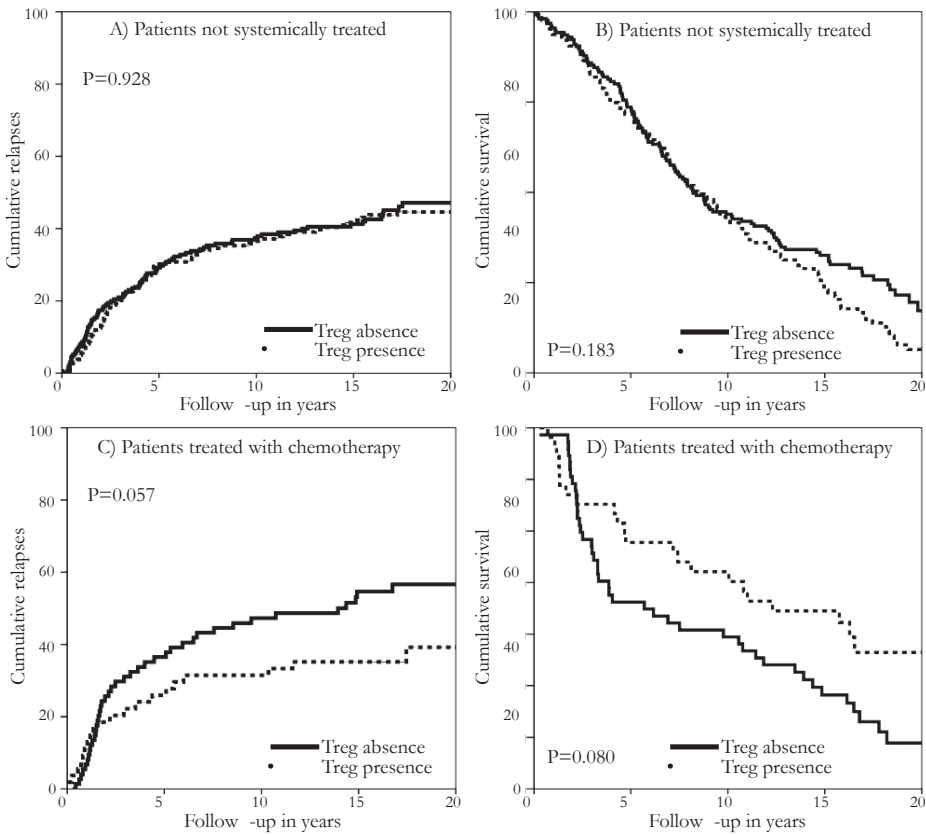 A) Patients not systemically treated
P=0.928
Cumulative relapses
100
80
60
40
20
0
Treg absence
Treg presence
0 5 10 15 20
Follow -up in years
B) Patients not systemically treated
Cumulative survival
100
80
60
40
20
0
P=0.183
Treg absence
Treg presence
0 5 10 15 20
Follow -up in years
C) Patients treated with chemotherapy
P=0.057
Cumulative relapses
100
80
60
40
20
0
Treg absence
Treg presence
0 5 10 15 20
Follow -up in years
D) Patients treated with chemotherapy
Cumulative survival
100
80
60
40
20
0
P=0.080
Treg absence
Treg presence
0 5 10 15 20
Follow -up in years